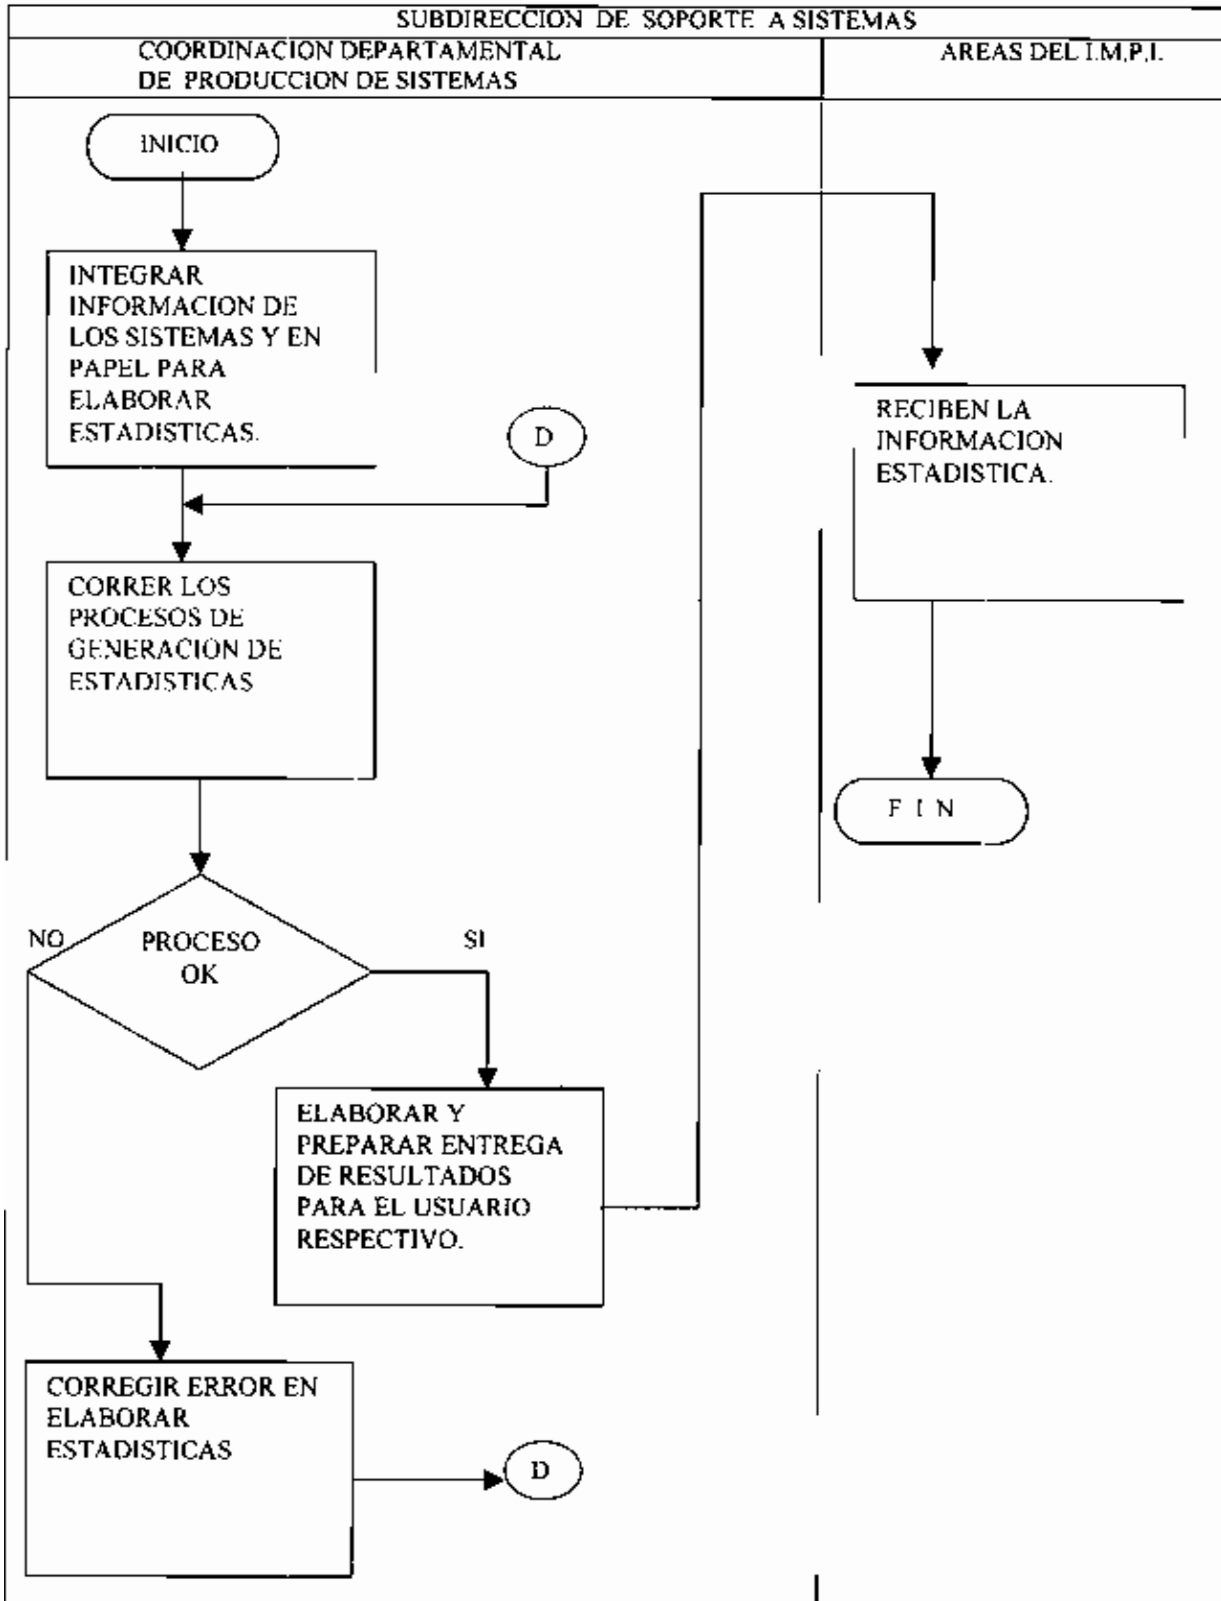 SUBDIRECCION DE SOPORTE A SISTEMAS
COORDINACION DEPARTAMENTAL
DE PRODUCCION DE SISTEMAS
AREAS DEL I.M.P.I.
INICIO
INTEGRAR
INFORMACION DE
LOS SISTEMAS Y EN
PAPEL PARA
ELABORAR
ESTADISTICAS.
D
RECIBEN LA
INFORMACION
ESTADISTICA.
CORRER LOS
PROCESOS DE
GENERACION DE
ESTADISTICAS
F I N
NO
PROCESO
OK
SI
ELABORAR Y
PREPARAR ENTREGA
DE RESULTADOS
PARA EL USUARIO
RESPECTIVO.
CORREGIR ERROR EN
ELABORAR
ESTADISTICAS
D